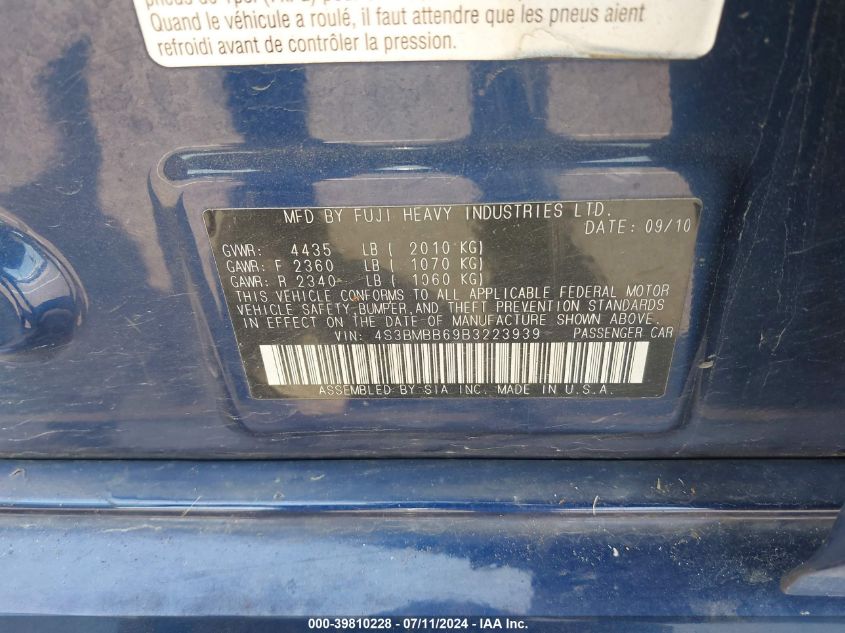 Quand le véhicule a roulé, il faut attendre que les pneus aient
refroidi avant de contrôler la pression.
MFD BY FUJI HEAVY INDUSTRIES LTD.
DATE: 09/10
GVWR: 4435 LB ( 2010 KG)
GAWR: F 2360 LB ( 1070 KG)
GAWR: R 2340 LB ( 1060 KG)
THIS VEHICLE CONFORMS TO ALL APPLICABLE FEDERAL MOTOR
VEHICLE SAFETY,BUMPER,AND THEFT PREVENTION STANDARDS
IN EFFECT ON THE DATE OF MANUFACTURE SHOWN ABOVE.
VIN: 4S3BMBB69B3223939 PASSENGER CAR
ASSEMBLED BY SIA INC. MADE IN U.S.A.
000-39810228 - 07/11/2024 - IAA Inc.